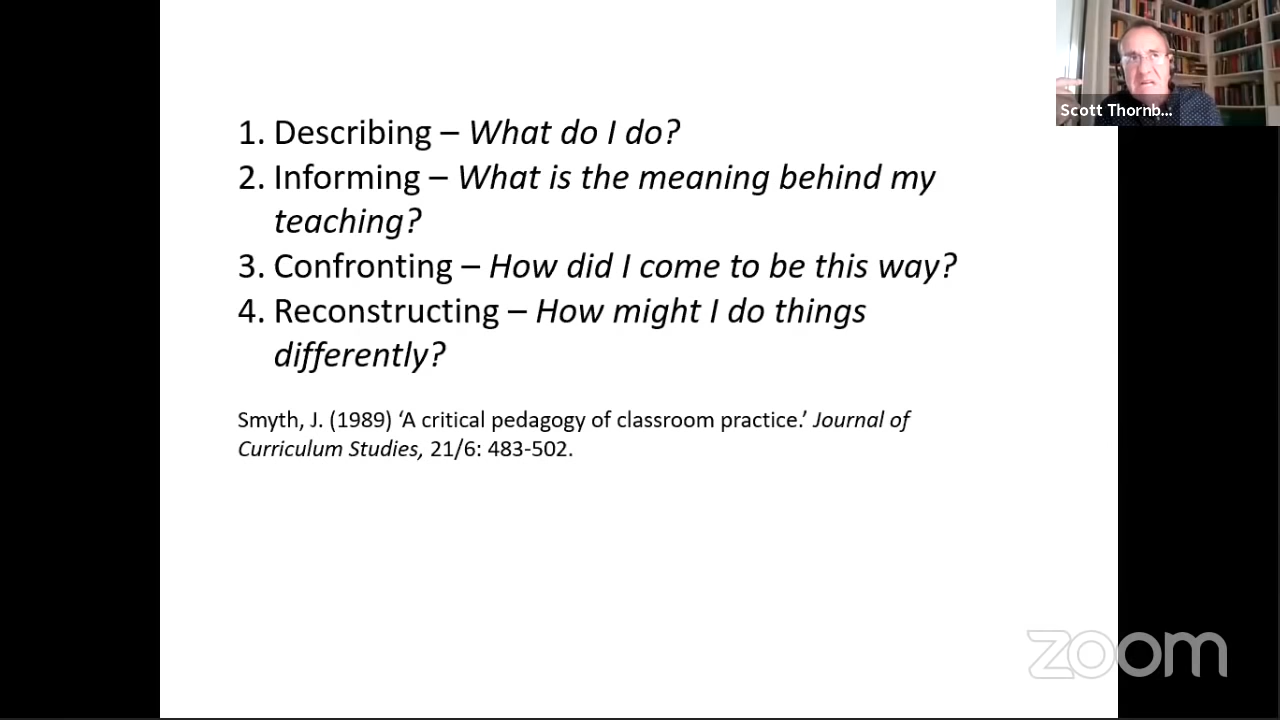 1. Describing – What do I do?
2. Informing – What is the meaning behind my
teaching?
3. Confronting – How did I come to be this way?
4. Reconstructing – How might I do things
differently?
Smyth, J. (1989) ‘A critical pedagogy of classroom practice.’ Journal of
Curriculum Studies, 21/6: 483-502.
Scott Thornb...
zoom